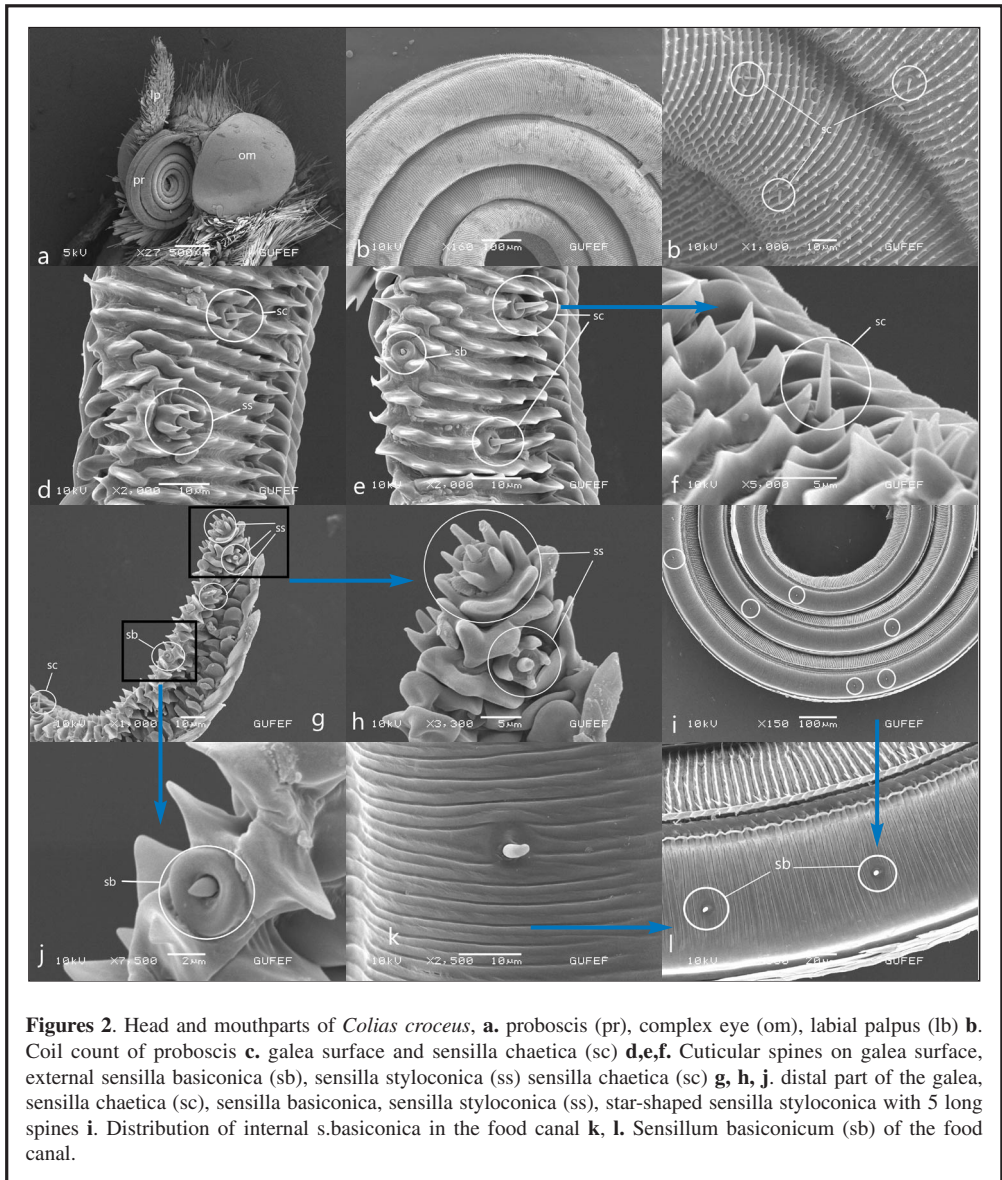 lp
pr
om
a 5kV X27 500µm GUFEF
b 10kV X160 100µm GUFEF
sc
b 10kV X1,000 10µm GUFEF
sc
ss
d 10kV X2,000 10µm GUFEF
sc
sb
e 10kV X2,000 10µm GUFEF
sc
f 10kV X5,000 5µm GUFEF
ss
sb
sc
10kV X1,000 10µm GUFEF g
ss
h 10kV X3,300 5µm GUFEF
i 10kV X150 100µm GUFEF
sb
j 10kV X7,500 2µm GUFEF
k
10kV X2,500 10µm GUFEF
sb
l 10kV 20µm GUFEF
Figures 2. Head and mouthparts of Colias croceus, a. proboscis (pr), complex eye (om), labial palpus (lb) b.
Coil count of proboscis c. galea surface and sensilla chaetica (sc) d,e,f. Cuticular spines on galea surface,
external sensilla basiconica (sb), sensilla styloconica (ss) sensilla chaetica (sc) g, h, j. distal part of the galea,
sensilla chaetica (sc), sensilla basiconica, sensilla styloconica (ss), star-shaped sensilla styloconica with 5 long
spines i. Distribution of internal s.basiconica in the food canal k, l. Sensillum basiconicum (sb) of the food
canal.